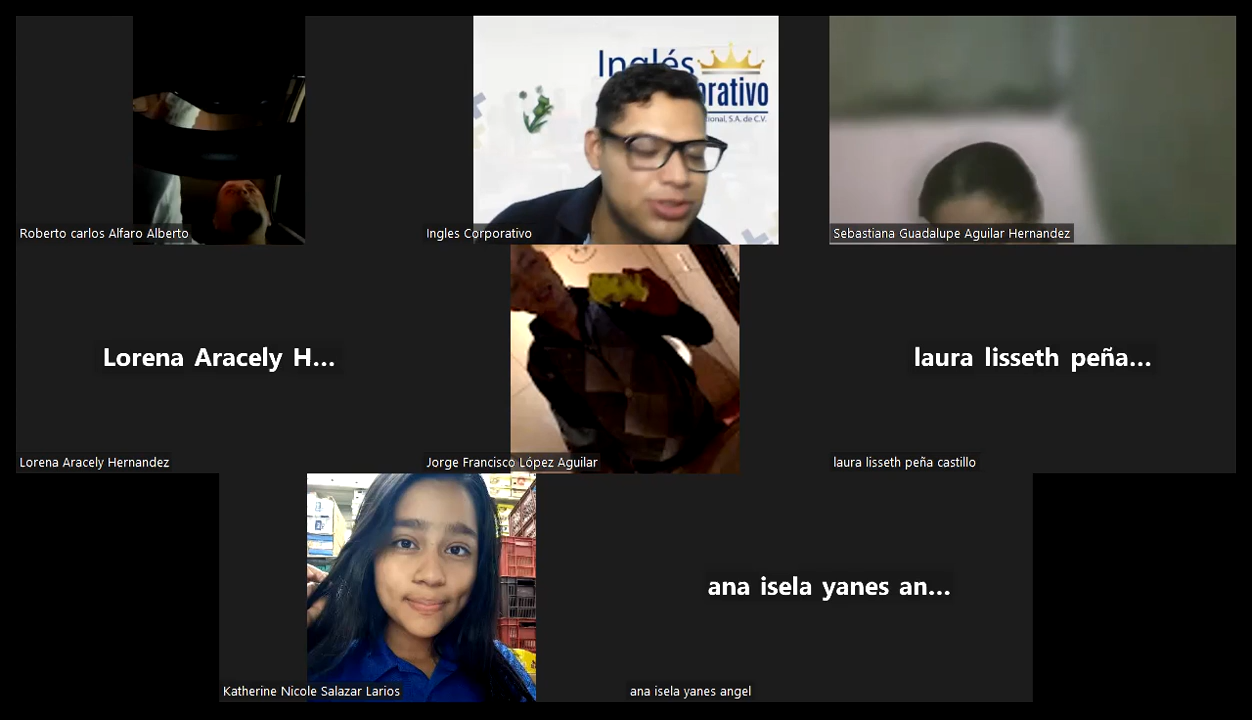 Inglés
orativo
ional, S.A. de C.V.
Roberto carlos Alfaro Alberto
Ingles Corporativo
Sebastiana Guadalupe Aguilar Hernandez
Lorena Aracely H...
laura lisseth peña...
Lorena Aracely Hernandez
Jorge Francisco López Aguilar
laura lisseth peña castillo
ana isela yanes an...
Katherine Nicole Salazar Larios
ana isela yanes angel